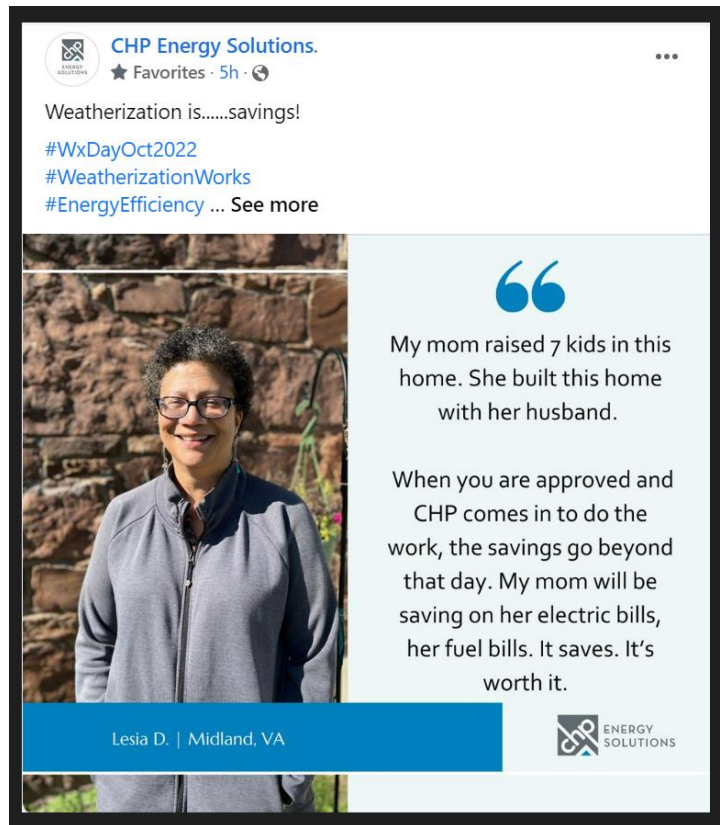 ENERGY
SOLUTIONS
CHP Energy Solutions.
Favorites · 5h ·
Weatherization is......savings!
#WxDayOct2022
#WeatherizationWorks
#EnergyEfficiency ... See more
My mom raised 7 kids in this
home. She built this home
with her husband.
When you are approved and
CHP comes in to do the
work, the savings go beyond
that day. My mom will be
saving on her electric bills,
her fuel bills. It saves. It's
worth it.
Lesia D. | Midland, VA
chp
ENERGY
SOLUTIONS